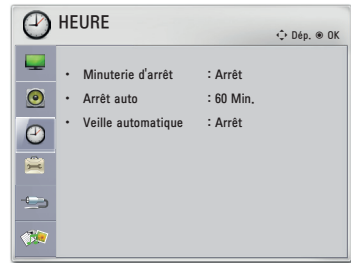 HEURE
Dép. OK
• Minuterie d'arrêt : Arrêt
• Arrêt auto : 60 Min.
• Veille automatique : Arrêt